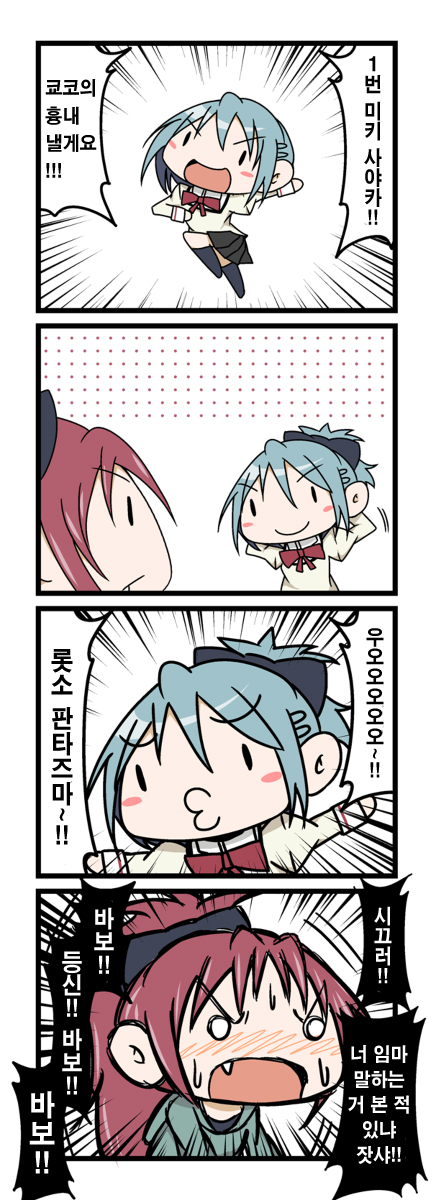 1번 미키 사야카!!
쿄코의
흉내
낼게요
!!!
우오오오오~!!
롯소 판타즈마~!!
시끄러!!
너 임마
말하는
거 본 적
있냐
잣샤!!
바보!!
등신!! 바보!!
바보!!